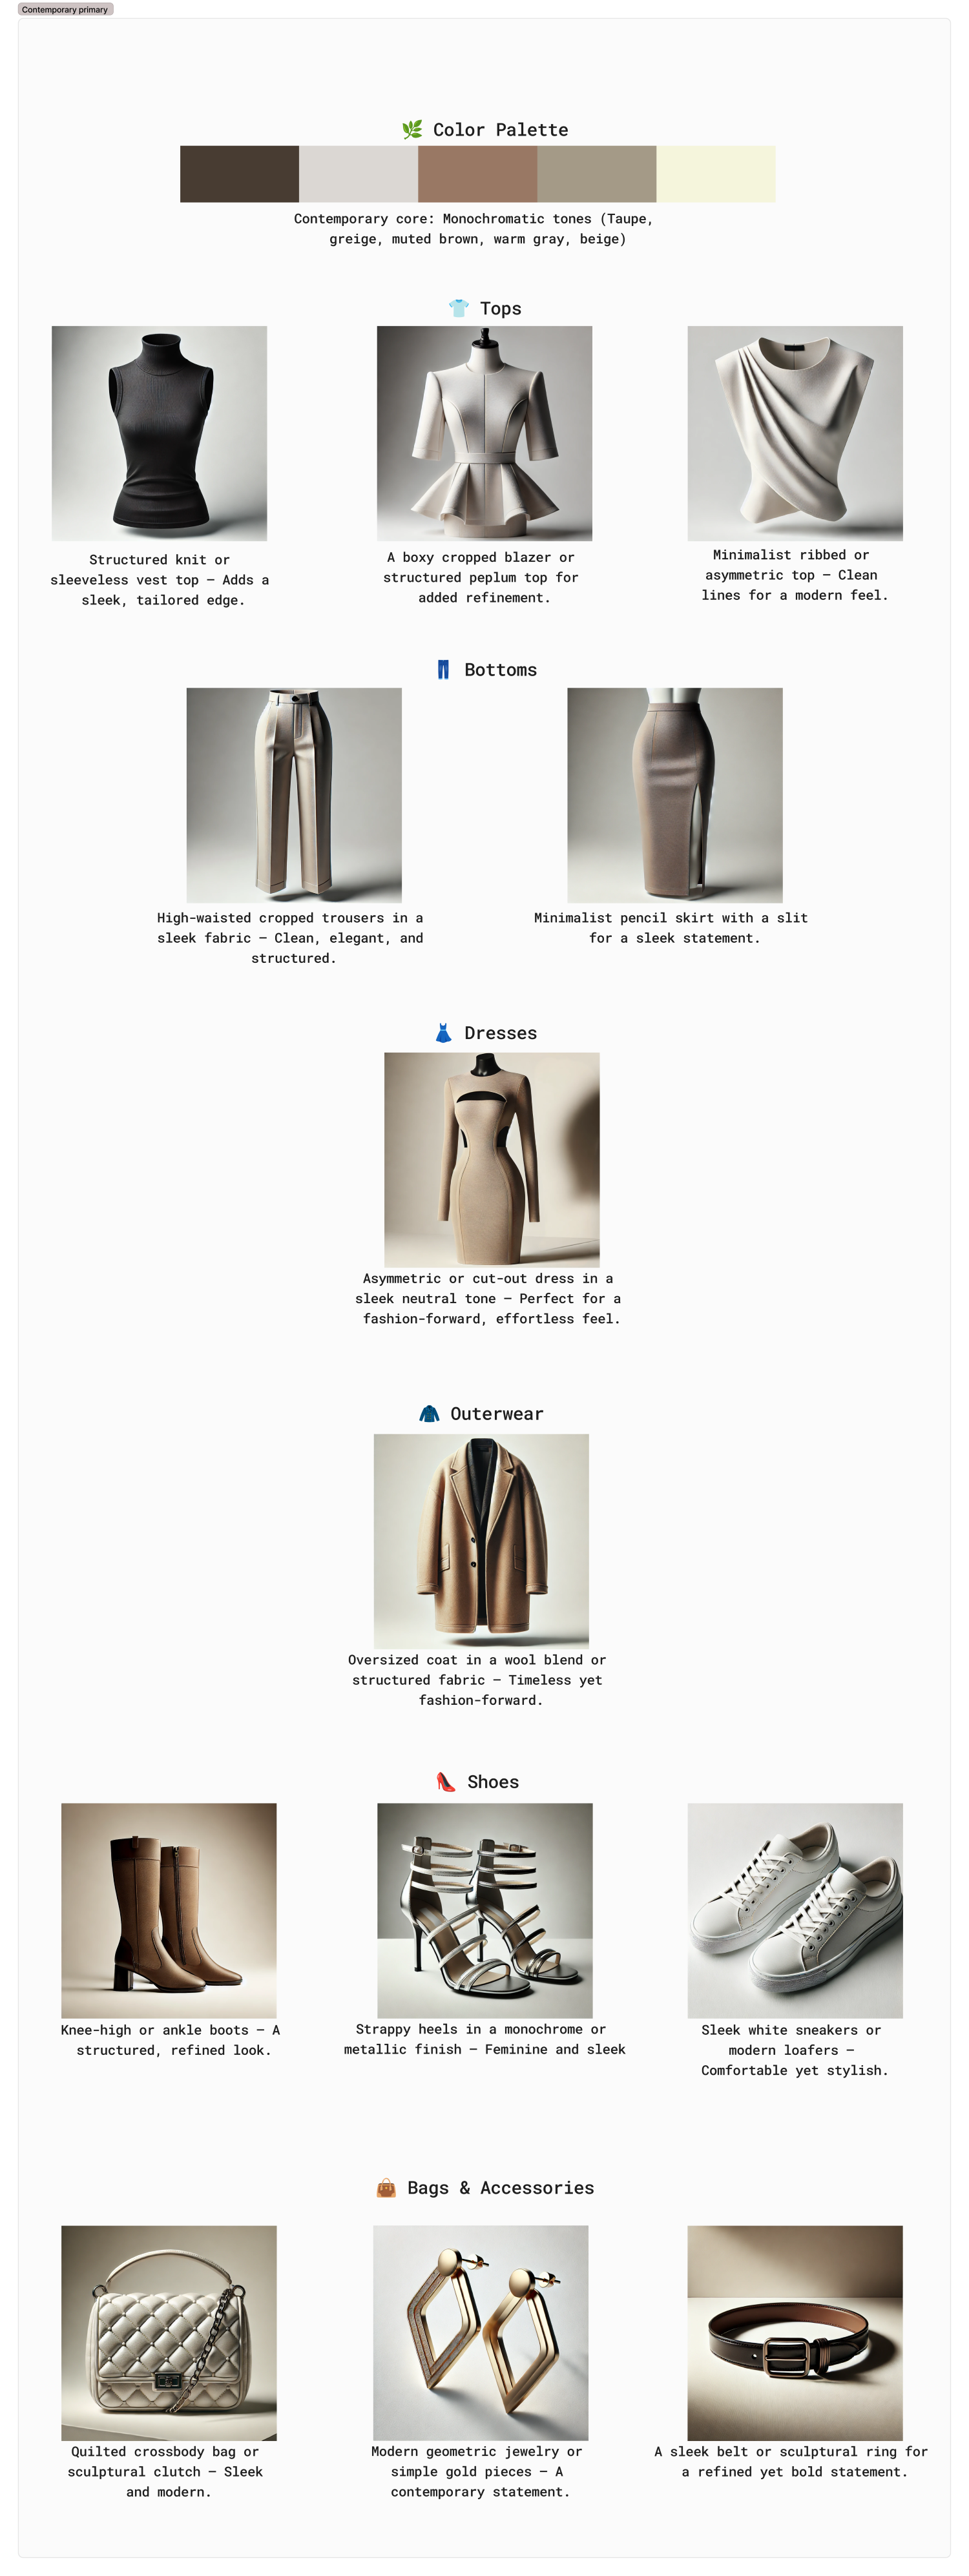 Contemporary primary
🌿 Color Palette
Contemporary core: Monochromatic tones (Taupe,
greige, muted brown, warm gray, beige)
👕 Tops
Structured knit or
sleeveless vest top – Adds a
sleek, tailored edge.
A boxy cropped blazer or
structured peplum top for
added refinement.
Minimalist ribbed or
asymmetric top – Clean
lines for a modern feel.
👖 Bottoms
High-waisted cropped trousers in a
sleek fabric – Clean, elegant, and
structured.
Minimalist pencil skirt with a slit
for a sleek statement.
👗 Dresses
Asymmetric or cut-out dress in a
sleek neutral tone – Perfect for a
fashion-forward, effortless feel.
🧥 Outerwear
Oversized coat in a wool blend or
structured fabric – Timeless yet
fashion-forward.
👠 Shoes
Knee-high or ankle boots – A
structured, refined look.
Strappy heels in a monochrome or
metallic finish – Feminine and sleek
Sleek white sneakers or
modern loafers –
Comfortable yet stylish.
👜 Bags & Accessories
Quilted crossbody bag or
sculptural clutch – Sleek
and modern.
Modern geometric jewelry or
simple gold pieces – A
contemporary statement.
A sleek belt or sculptural ring for
a refined yet bold statement.